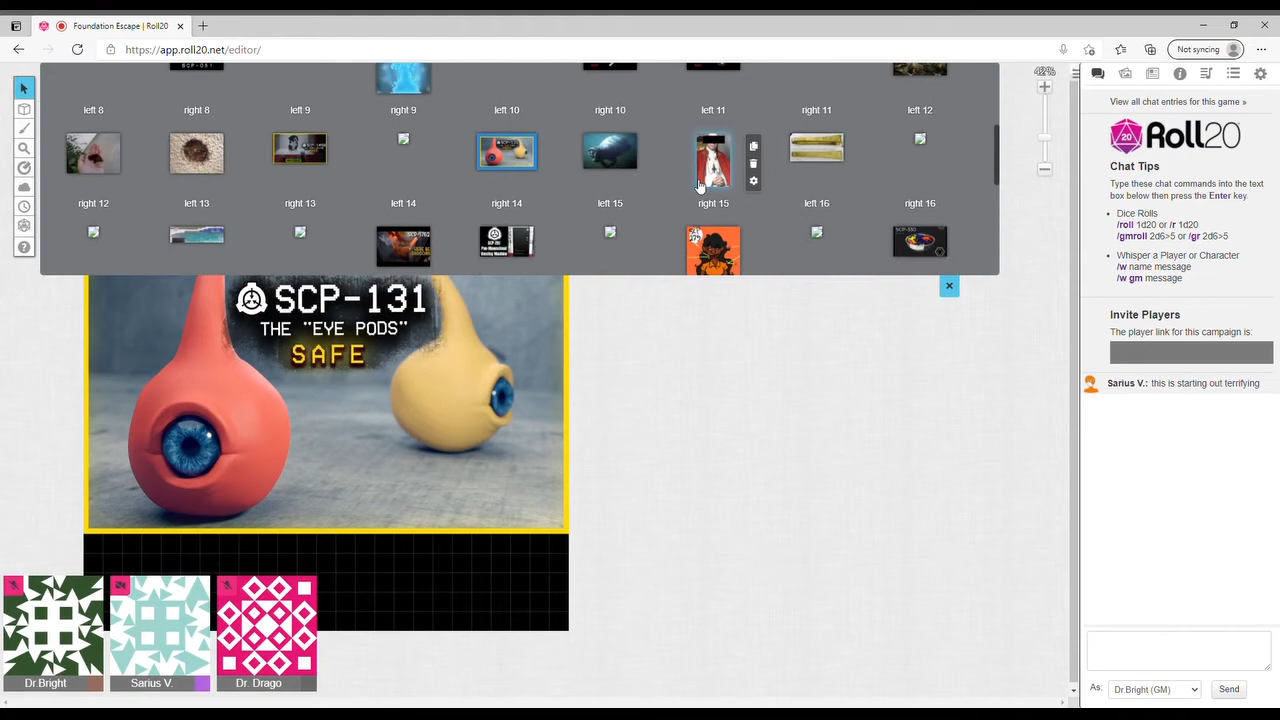 Foundation Escape | Roll20
https://app.roll20.net/editor/
Not syncing
SCP-051
42%
left 8
right 8
left 9
right 9
left 10
right 10
left 11
right 11
left 12
right 12
left 13
right 13
left 14
right 14
left 15
right 15
left 16
right 16
SCP-131
THE "EYE PODS"
SAFE
Dr.Bright
Sarius V.
Dr. Drago
View all chat entries for this game »
Roll20
Chat Tips
Type these chat commands into the text
box below then press the Enter key.
Dice Rolls
/roll 1d20 or /r 1d20
/gmroll 2d6>5 or /gr 2d6>5
Whisper a Player or Character
/w name message
/w gm message
Invite Players
The player link for this campaign is:
Sarius V.: this is starting out terrifying
As:
Dr.Bright (GM)
Send